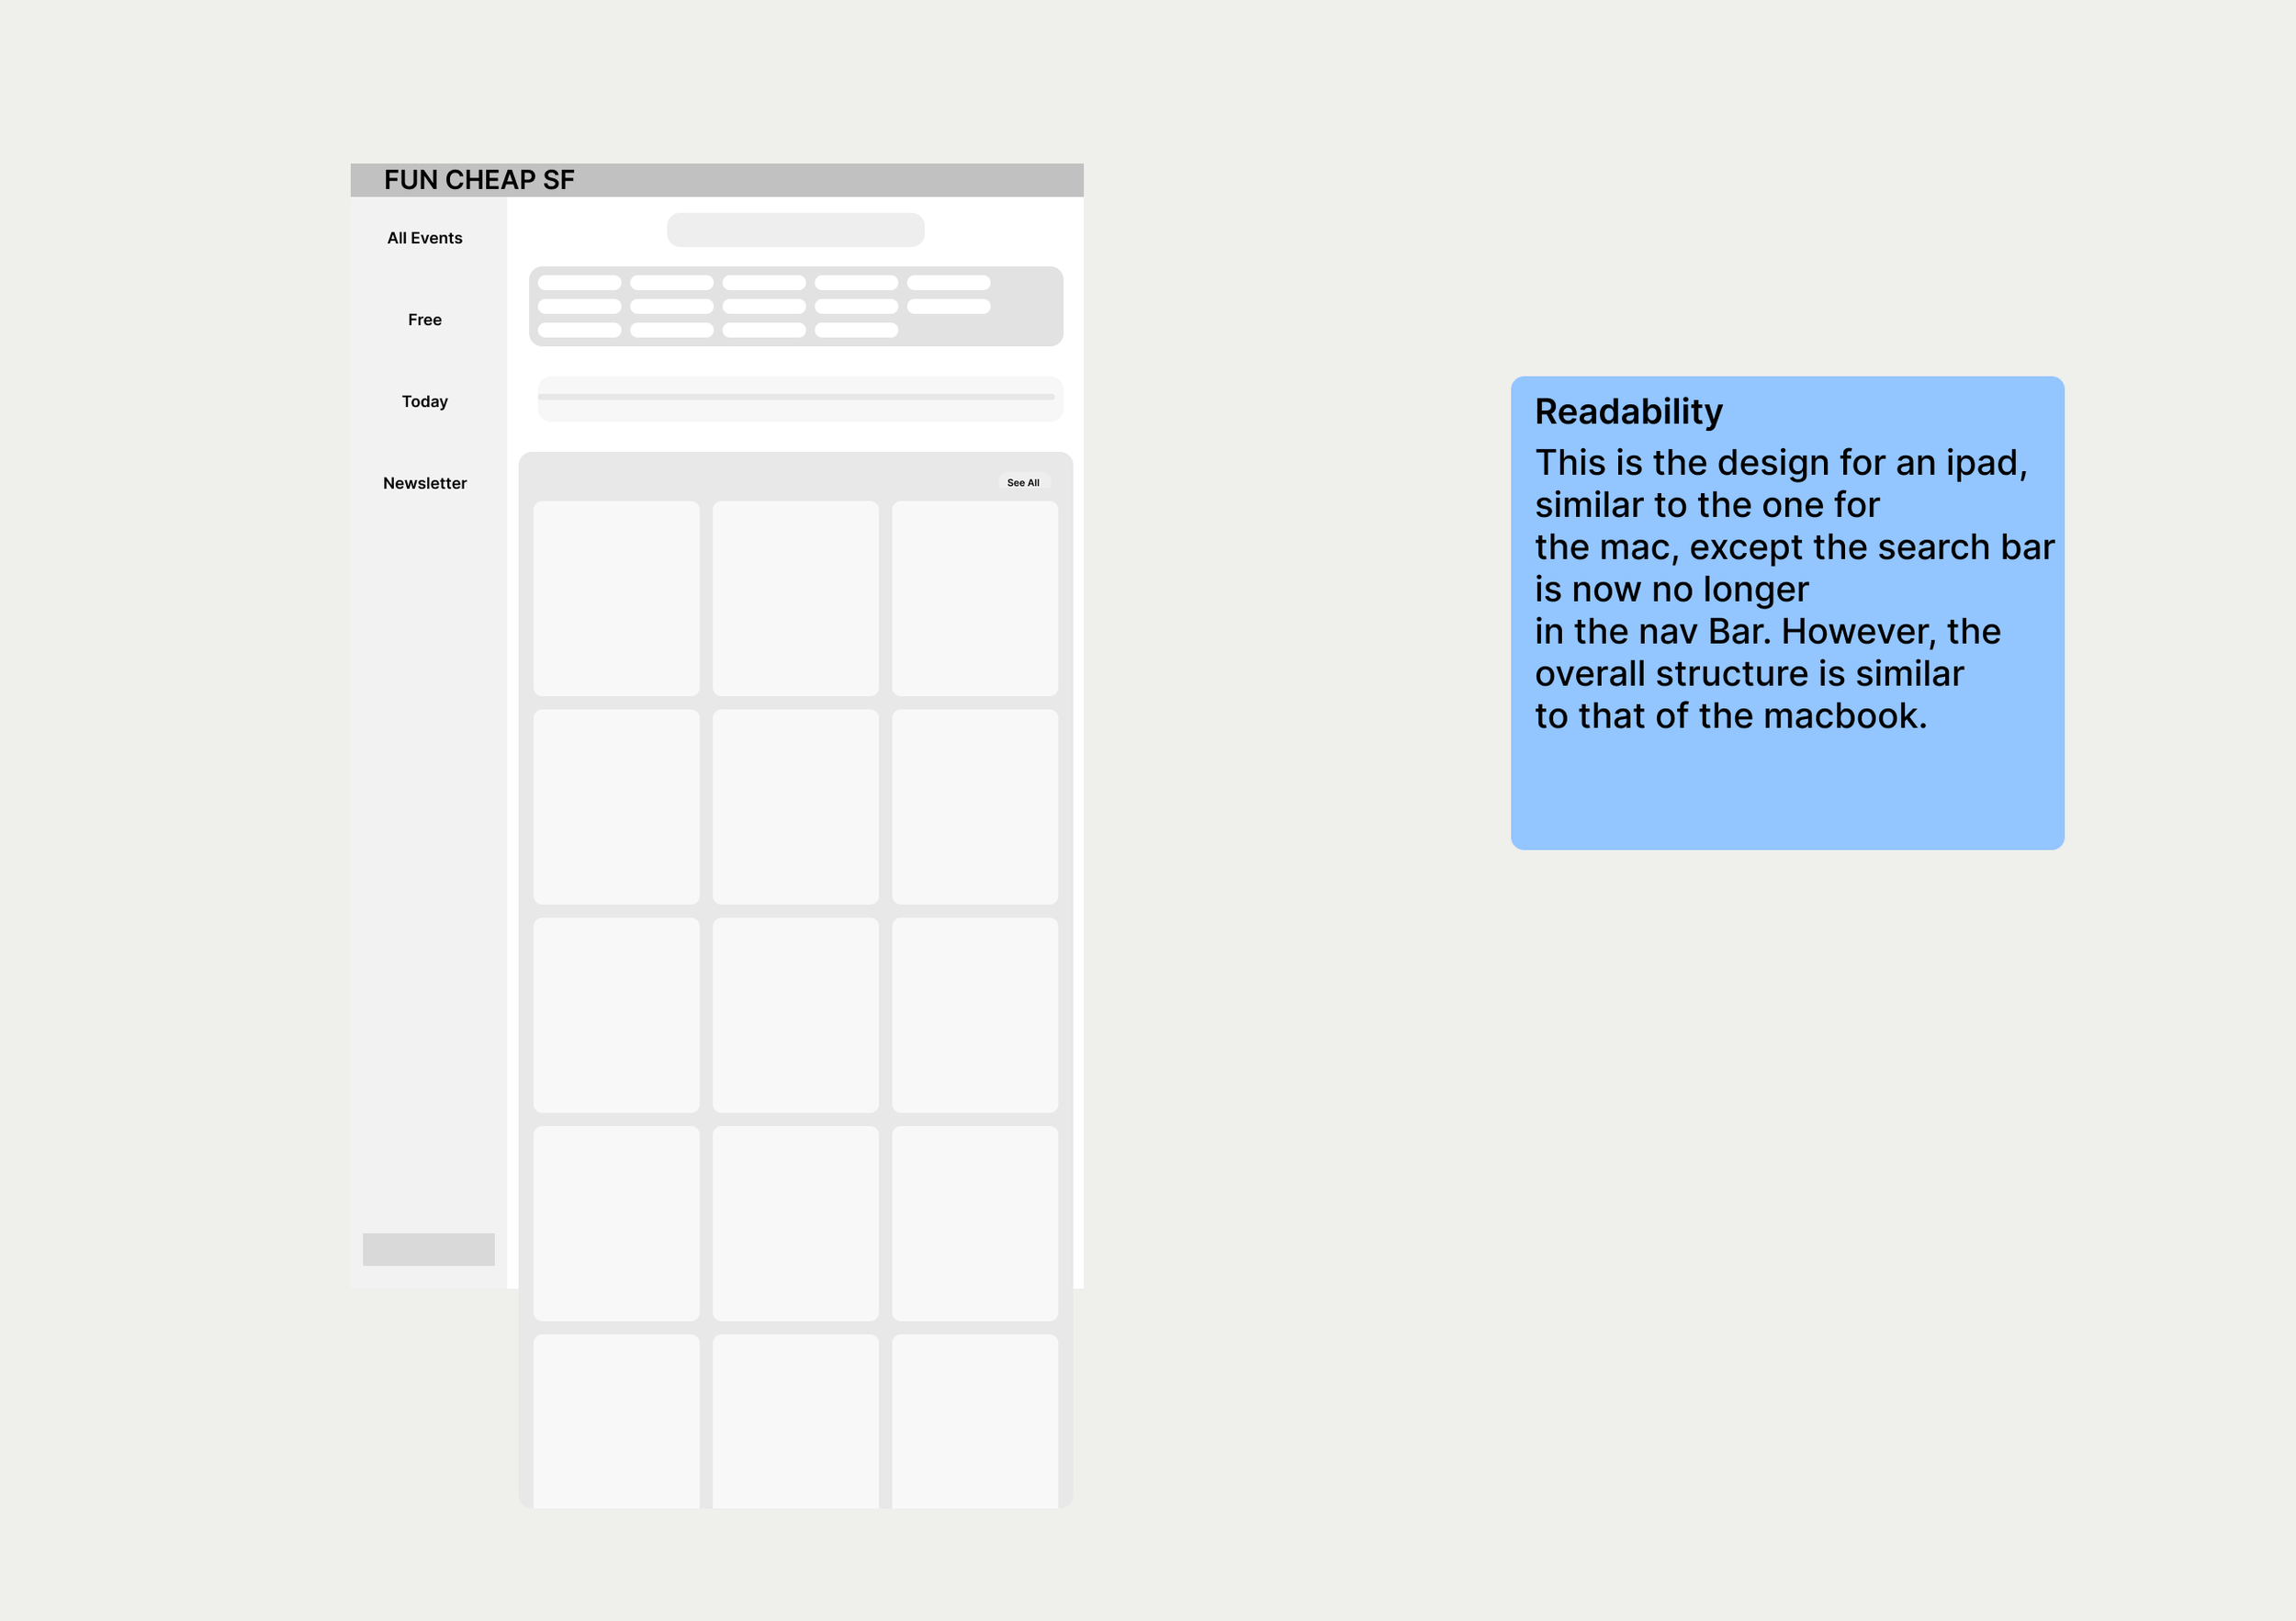 FUN CHEAP SF
All Events
Free
Today
Newsletter
See All
Readability
This is the design for an ipad,
similar to the one for
the mac, except the search bar
is now no longer
in the nav Bar. However, the
overall structure is similar
to that of the macbook.